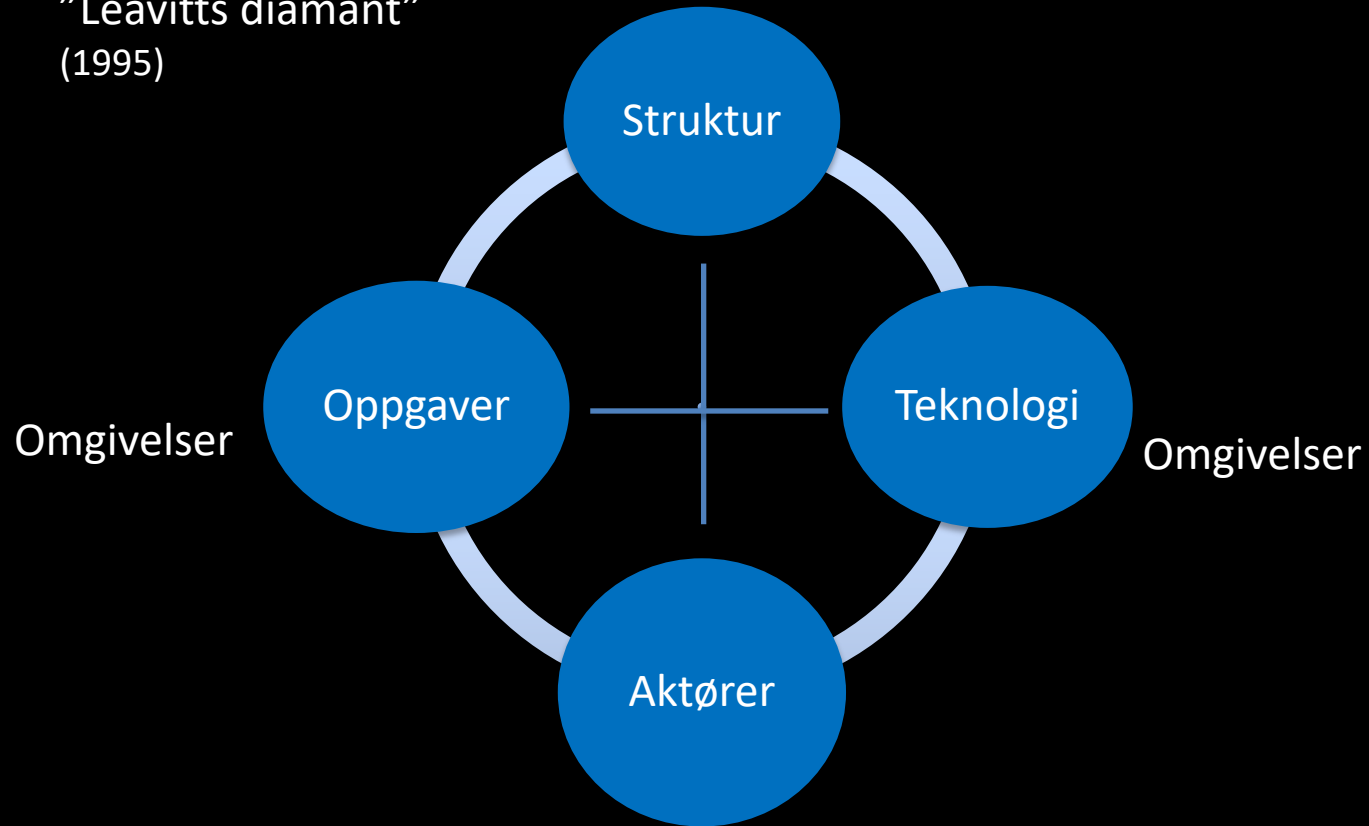 ”Leavitts diamant”
(1995)
Struktur
Oppgaver
Teknologi
Omgivelser
Omgivelser
Aktører